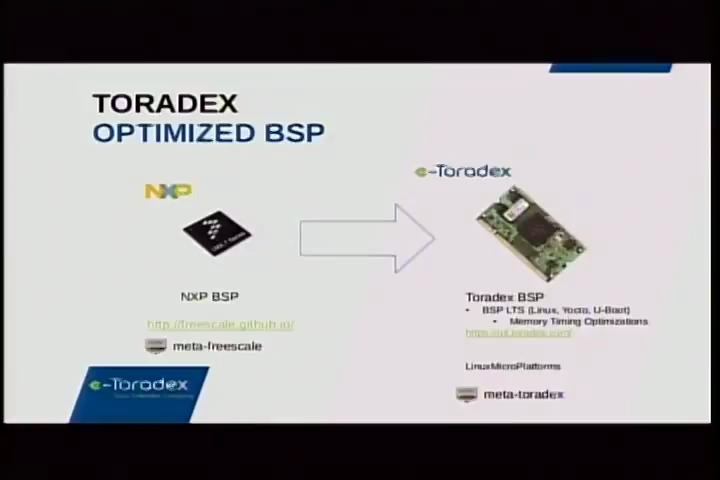 TORADEX
OPTIMIZED BSP
NXP
Toradex
NXP BSP
http://freescale.github.io/
meta-freescale
Toradex BSP
• BSP LTS (Linux, Yocto, U-Boot)
• Memory Timing Optimizations
LinuxMicroPlatforms
meta-toradex
Toradex